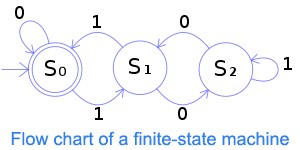 0 1 0
S0 S1 S2 1
1 0
Flow chart of a finite-state machine